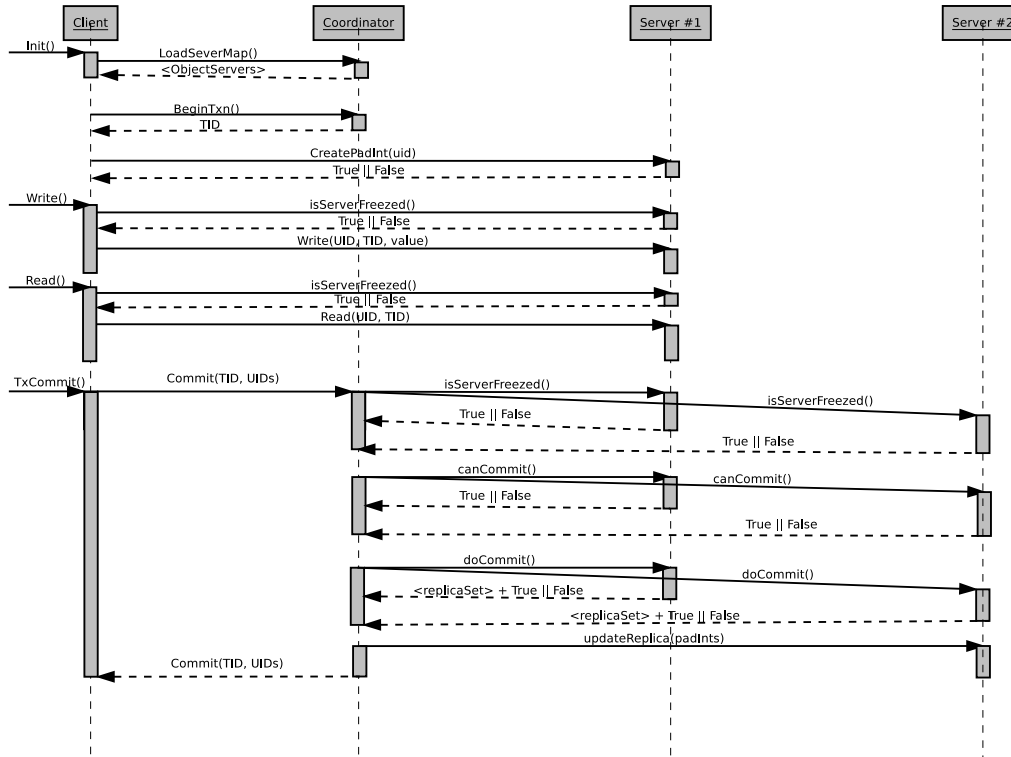 Client
Coordinator
Server #1
Server #2
Init()
LoadSeverMap()
<ObjectServers>
BeginTxn()
TID
CreatePadInt(uid)
True || False
Write()
isServerFreezed()
True || False
Write(UID, TID, value)
Read()
isServerFreezed()
True || False
Read(UID, TID)
TxCommit()
Commit(TID, UIDs)
isServerFreezed()
isServerFreezed()
True || False
True || False
canCommit()
canCommit()
True || False
True || False
doCommit()
doCommit()
<replicaSet> + True || False
<replicaSet> + True || False
updateReplica(padInts)
Commit(TID, UIDs)